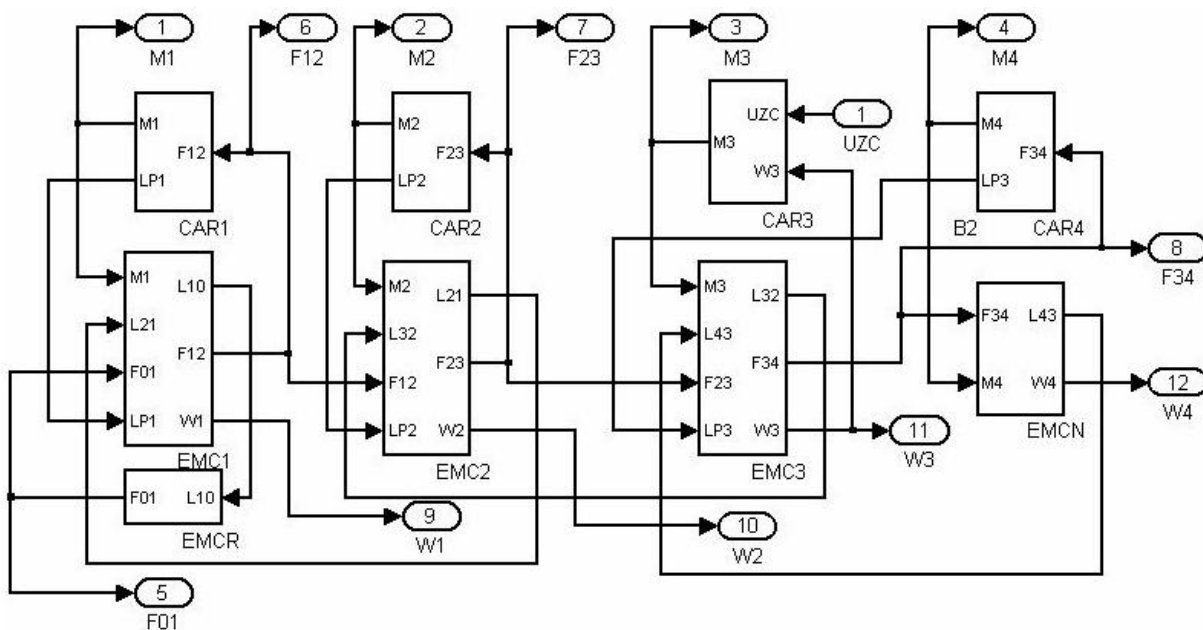 1
6
2
7
3
4
M1
F12
M2
F23
M3
M4
M1
F12
LP1
CAR1
M2
F23
LP2
CAR2
UZC
M3
W3
CAR3
1
UZC
M4
F34
LP3
B2
CAR4
8
F34
M1
L10
L21
F12
F01
LP1
W1
EMC1
M2
L21
L32
F23
F12
LP2
W2
EMC2
M3
L32
L43
F34
F23
LP3
W3
EMC3
F34
L43
M4
W4
EMCN
12
W4
11
W3
F01
L10
EMCR
9
W1
10
W2
5
F01